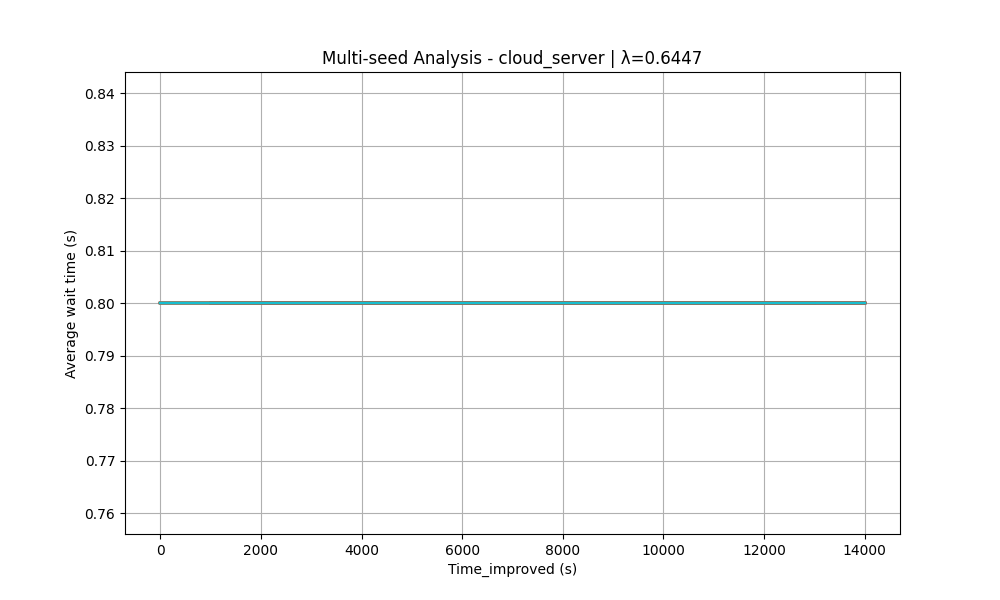 Multi-seed Analysis - cloud_server | λ=0.6447
0.84
0.83
0.82
0.81
0.80
0.79
0.78
0.77
0.76
Average wait time (s)
0 2000 4000 6000 8000 10000 12000 14000
Time_improved (s)